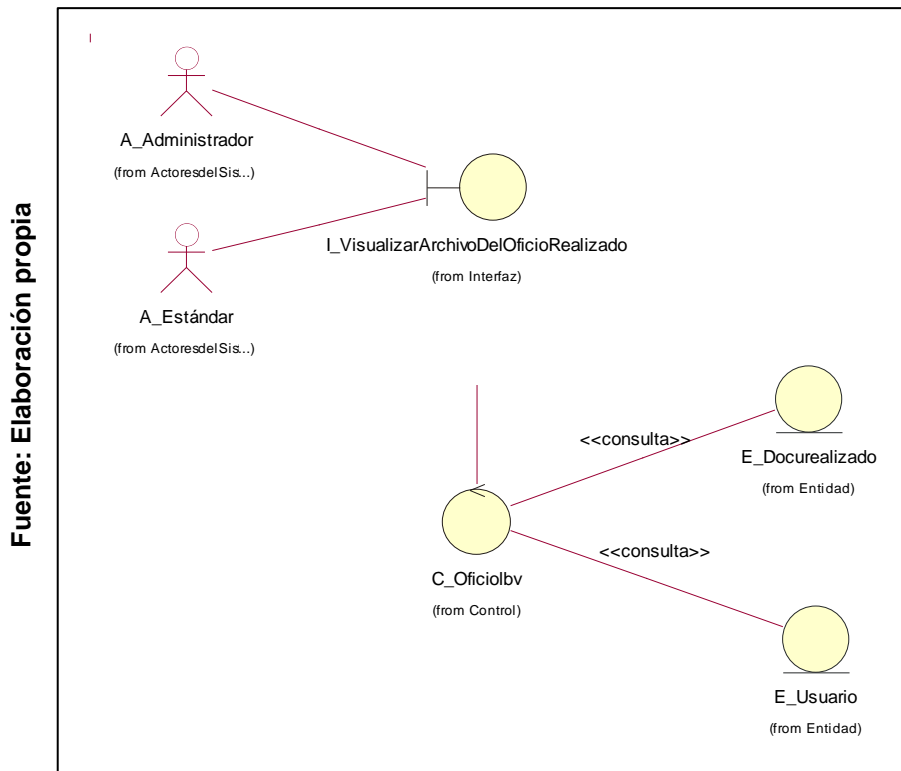 Fuente: Elaboración propia
A_Administrador
(from ActoresdelSis...)
I_VisualizarArchivoDelOficioRealizado
(from Interfaz)
A_Estándar
(from ActoresdelSis...)
<<consulta>>
E_Docurealizado
(from Entidad)
<<consulta>>
C_Oficiolbv
(from Control)
E_Usuario
(from Entidad)